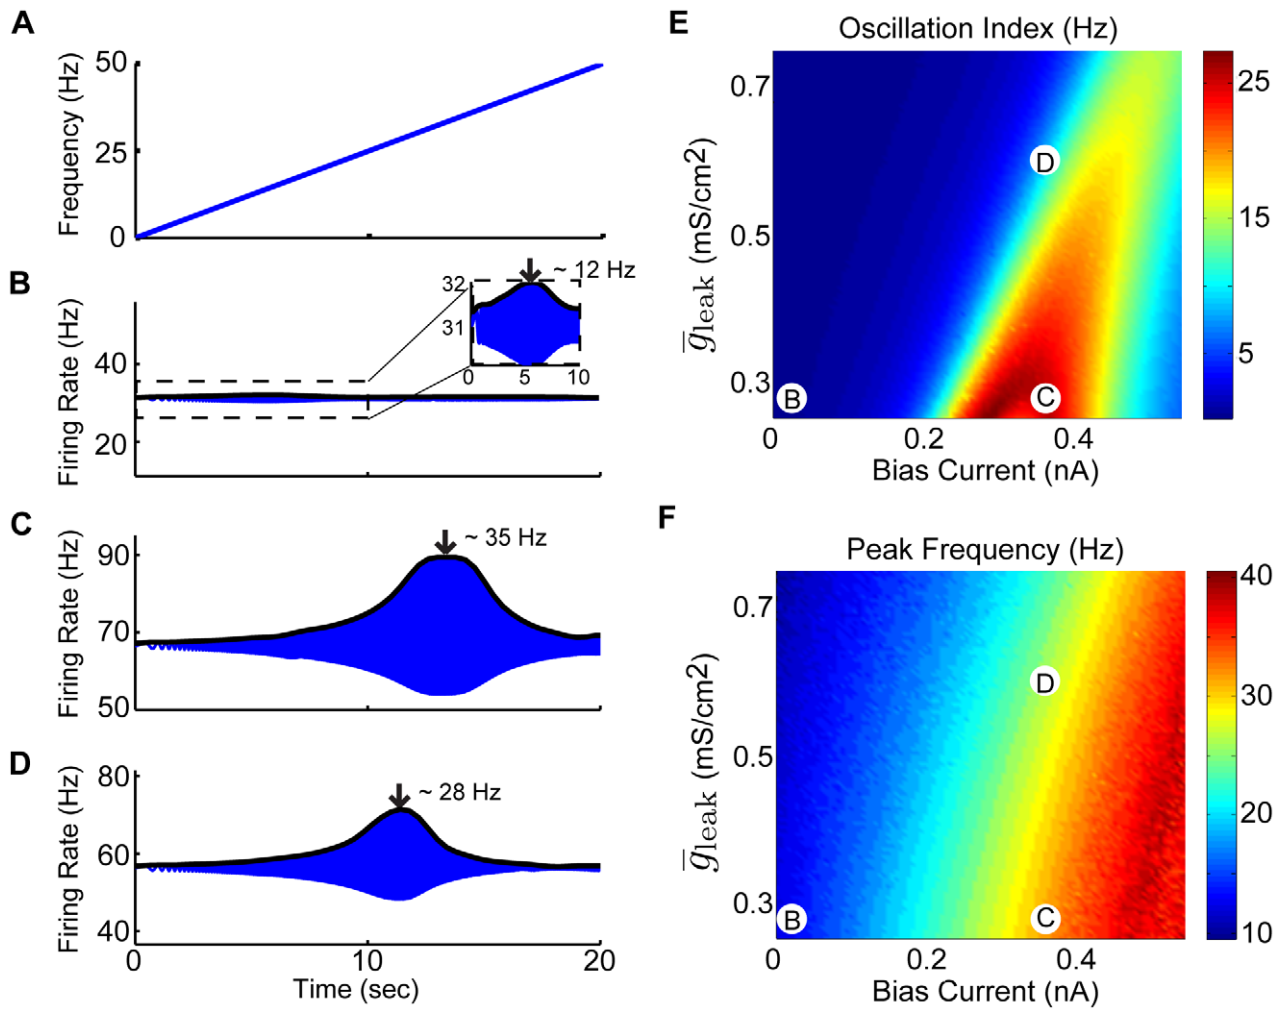 A
Frequency (Hz)
50
25
0
B
Firing Rate (Hz)
40
20
32
31
0
5
10
~ 12 Hz
C
Firing Rate (Hz)
90
70
50
~ 35 Hz
D
Firing Rate (Hz)
80
60
40
~ 28 Hz
0
10
20
Time (sec)
E
Oscillation Index (Hz)
g̅leak (mS/cm2)
0.7
0.5
0.3
D
B
C
0
0.2
0.4
Bias Current (nA)
25
15
5
F
Peak Frequency (Hz)
g̅leak (mS/cm2)
0.7
0.5
0.3
D
B
C
0
0.2
0.4
Bias Current (nA)
40
30
20
10